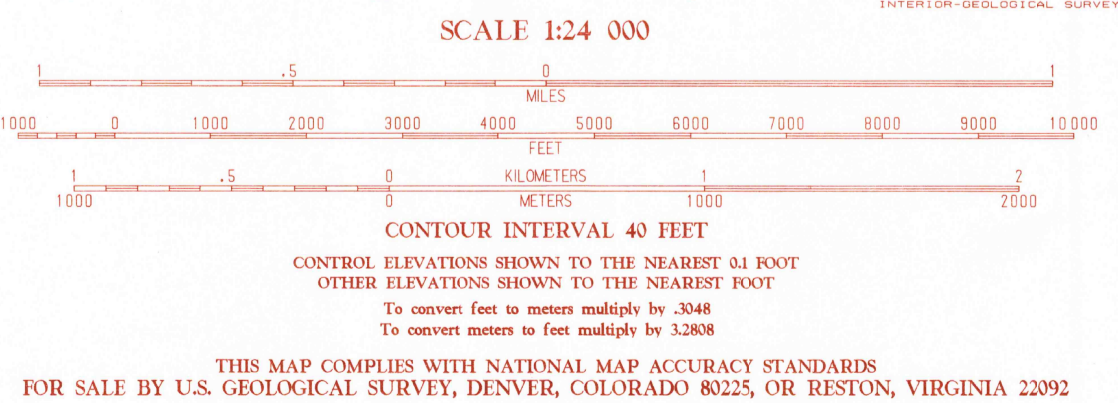 INTERIOR-GEOLOGICAL SURVEY
SCALE 1:24 000
1 .5 0 1
MILES
1000 0 1000 2000 3000 4000 5000 6000 7000 8000 9000 10 000
FEET
1 .5 0 KILOMETERS 1 2
1000 0 METERS 1000 2000
CONTOUR INTERVAL 40 FEET
CONTROL ELEVATIONS SHOWN TO THE NEAREST 0.1 FOOT
OTHER ELEVATIONS SHOWN TO THE NEAREST FOOT
To convert feet to meters multiply by .3048
To convert meters to feet multiply by 3.2808
THIS MAP COMPLIES WITH NATIONAL MAP ACCURACY STANDARDS
FOR SALE BY U.S. GEOLOGICAL SURVEY, DENVER, COLORADO 80225, OR RESTON, VIRGINIA 22092